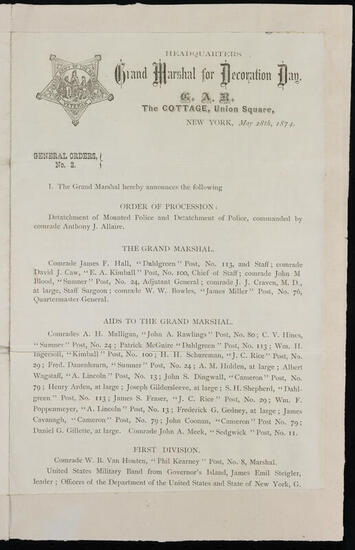 HEADQUARTERS
Grand Marshal for Decoration Day.
G. A. R.
The COTTAGE, Union Square,
NEW YORK, May 28th, 1874.
GENERAL ORDERS,
No. 2.
I. The Grand Marshal hereby announces the following
ORDER OF PROCESSION:
Detatchment of Mounted Police and Detatchment of Police, commanded by
comrade Anthony J. Allaire.
THE GRAND MARSHAL.
Comrade James F. Hall, "Dahlgreen" Post, No. 113, and Staff; comrade
David J. Caw, "E. A. Kimball" Post, No. 100, Chief of Staff; comrade John M
Blood, "Sumner" Post, No. 24, Adjutant General; comrade J. J. Craven, M. D.,
at large, Staff Surgeon; comrade W. W. Bowles, "James Miller" Post, No. 76,
Quartermaster General.
AIDS TO THE GRAND MARSHAL.
Comrades A. H. Mulligan, "John A. Rawlings" Post, No. 80; C. V. Hines,
"Sumner" Post, No. 24; Patrick McGuire "Dahlgreen" Post, No. 113; Wm. H.
Ingersoll, "Kimball" Post, No. 100; H. H. Schureman, "J. C. Rice" Post, No.
29; Fred. Danenhurn, "Sumner" Post, No. 24; A. M. Holden, at large; Albert
Wagstaff, "A. Lincoln" Post, No. 13; John S. Dingwall, "Cameron" Post, No.
79; Henry Arden, at large; Joseph Gildersleeve, at large; S. H. Shepherd, "Dahl-
green." Post, No. 113; James S. Fraser, "J. C. Rice" Post, No. 29; Wm. F.
Poppenmeyer, "A. Lincoln" Post, No. 13; Frederick G. Gedney, at large; James
Cavanagh, "Cameron" Post, No. 79; John Coonan, "Cameron" Post, No. 79;
Daniel G. Gillette, at large. Comrade John A. Meek, "Sedgwick" Post, No. 11.
FIRST DIVISION.
Comrade W. B. Van Houten, "Phil Kearney" Post, No. 8, Marshal.
United States Military Band from Governor's Island, James Emil Steigler,
leader; Officers of the Department of the United States and State of New York, G.